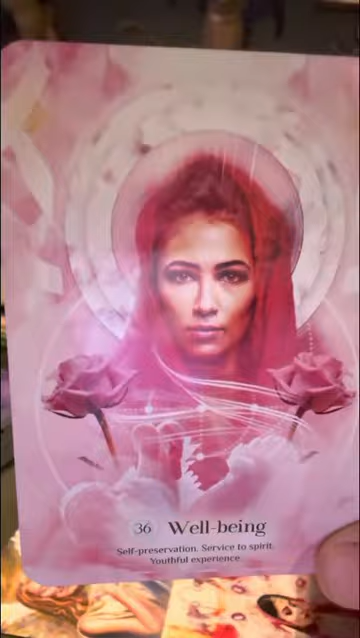 36 Well-being
Self-preservation. Service to spirit.
Youthful experience